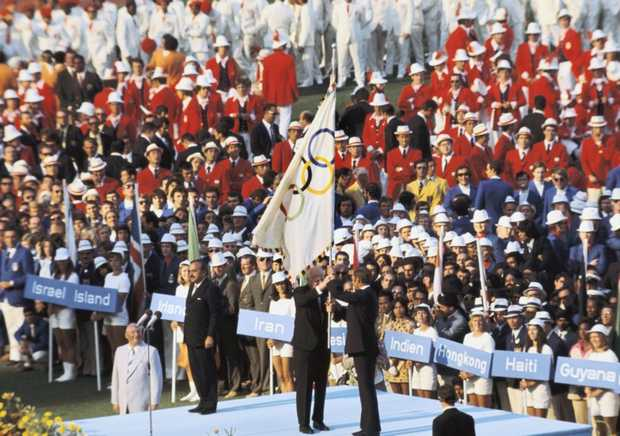 Israel Island
Iran
Indien
Hongkong
Haiti
Guyana